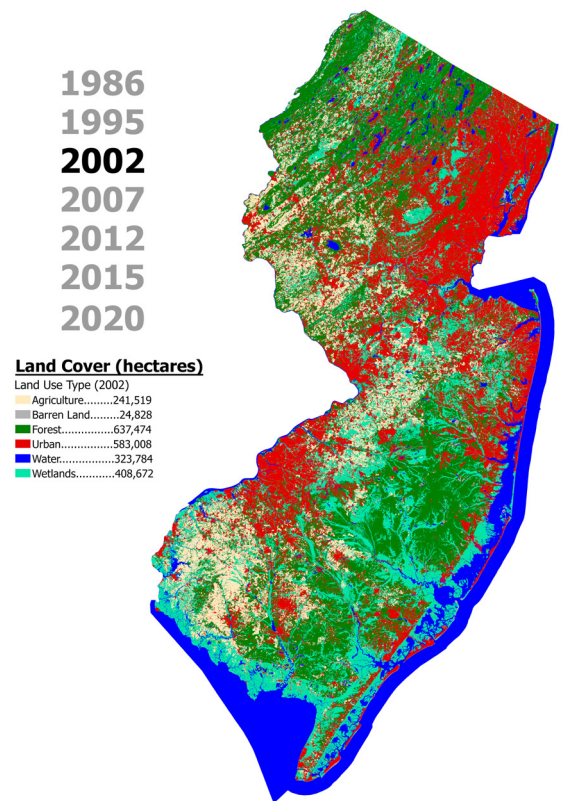 1986
1995
2002
2007
2012
2015
2020
Land Cover (hectares)
Land Use Type (2002)
Agriculture.........241,519
Barren Land.........24,828
Forest................637,474
Urban.................583,008
Water.................323,784
Wetlands............408,672